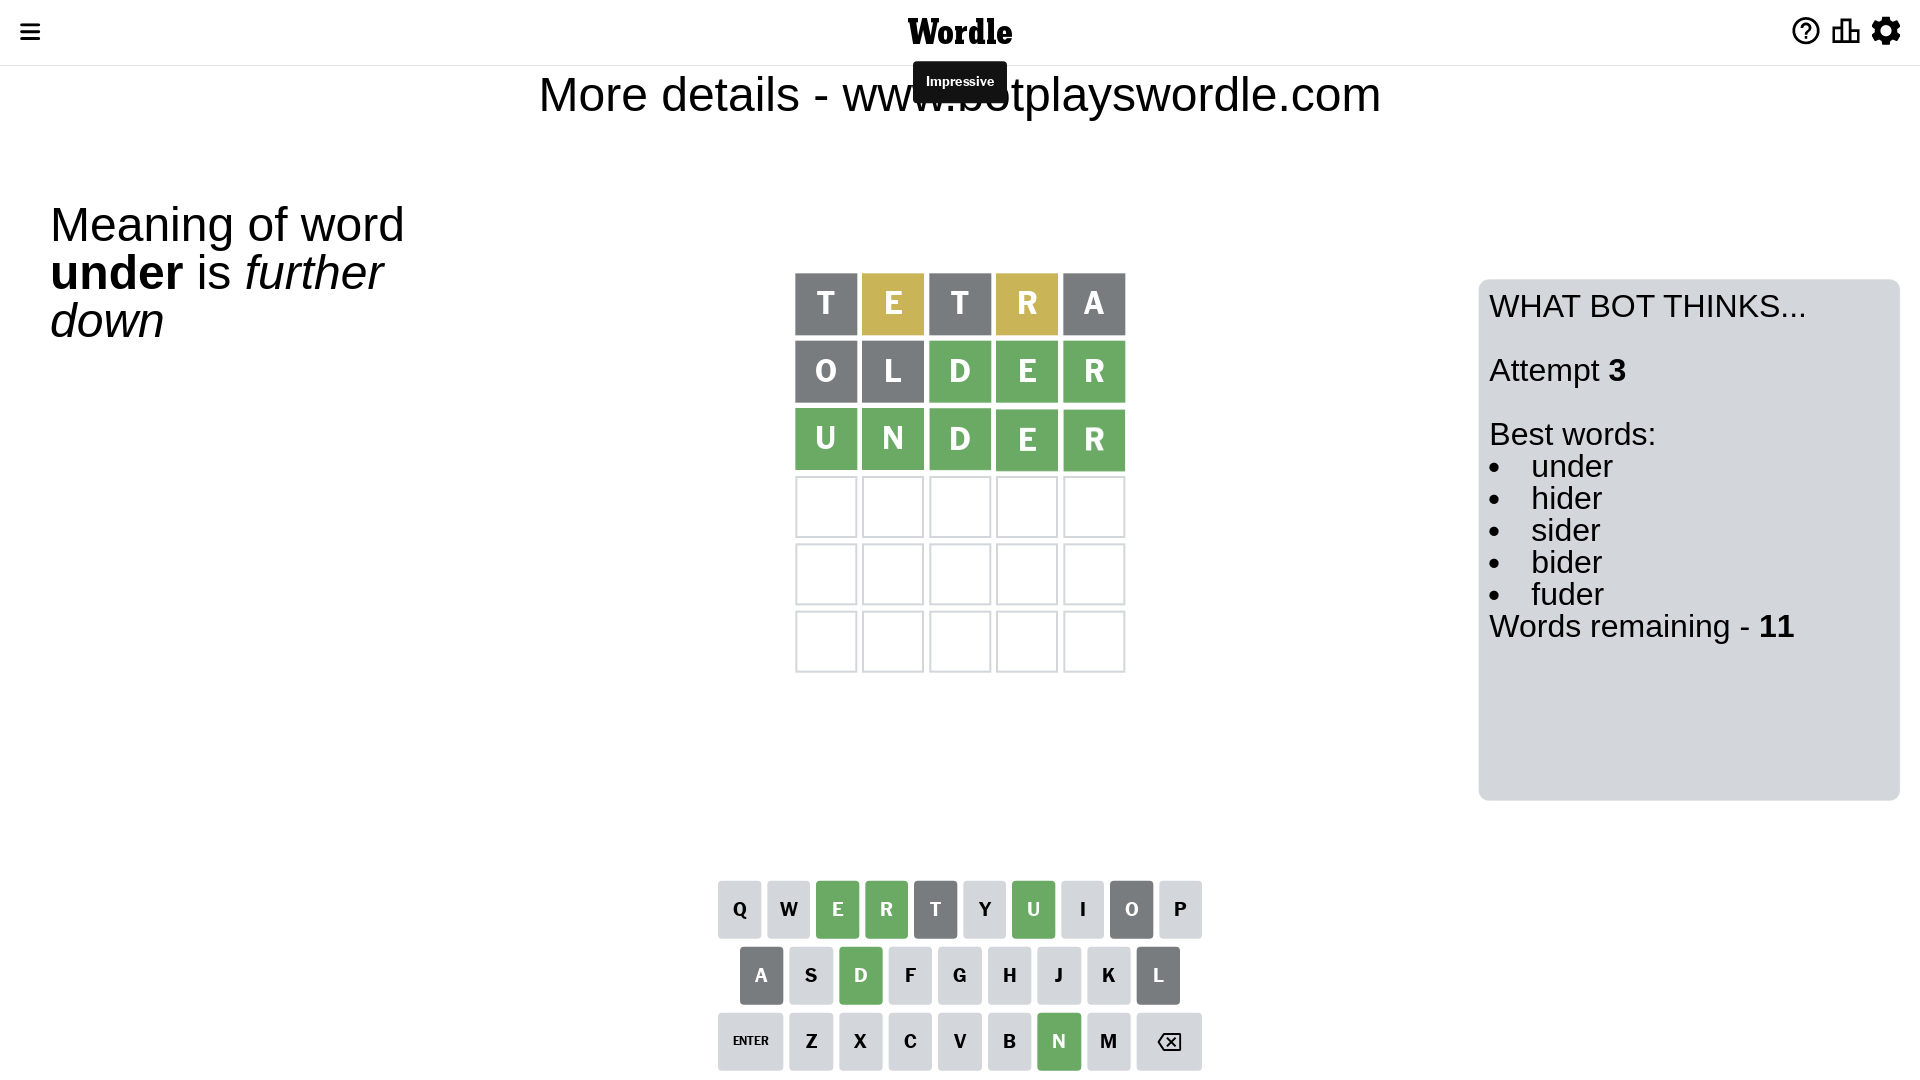 Wordle
Impressive
More details - www.botplayswordle.com
Meaning of word
under is further
down
T E T R A
O L D E R
U N D E R
WHAT BOT THINKS...
Attempt 3
Best words:
• under
• hider
• sider
• bider
• fuder
Words remaining - 11
Q W E R T Y U I O P
A S D F G H J K L
ENTER Z X C V B N M